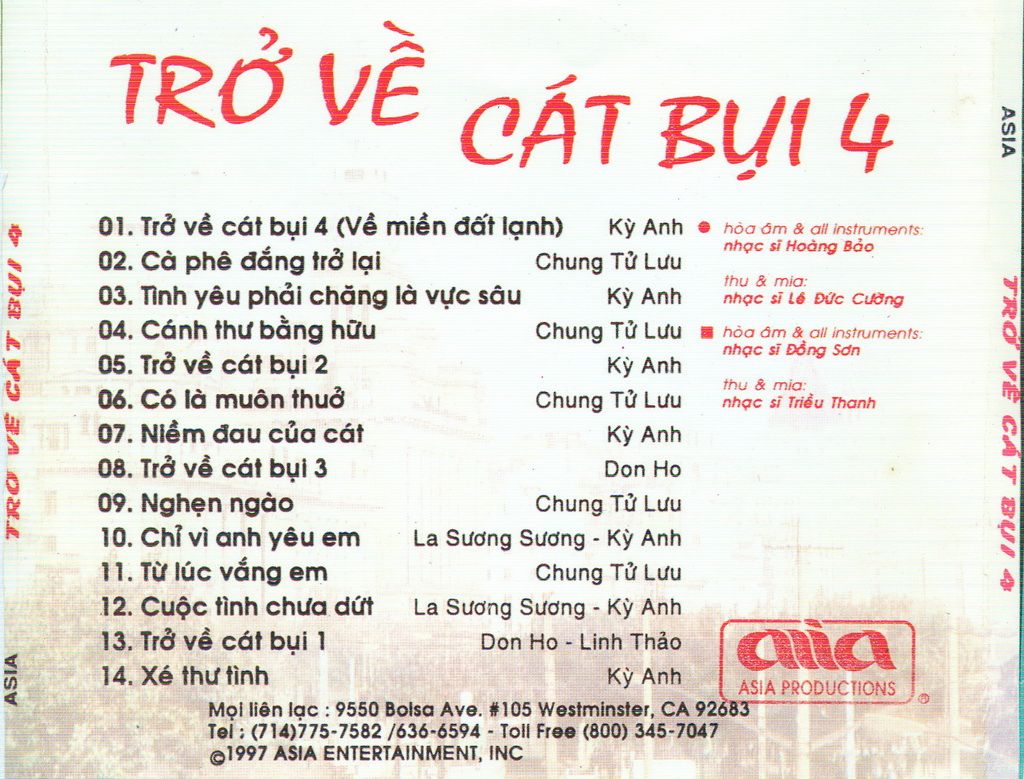 TRỞ VỀ
CÁT BỤI 4
01. Trở về cát bụi 4 (Về miền đất lạnh) Kỳ Anh
02. Cà phê đắng trở lại Chung Tử Lưu
03. Tình yêu phải chăng là vực sâu Kỳ Anh
04. Cánh thư bằng hữu Chung Tử Lưu
05. Trở về cát bụi 2 Kỳ Anh
06. Có là muôn thuở Chung Tử Lưu
07. Niềm đau của cát Kỳ Anh
08. Trở về cát bụi 3 Don Ho
09. Nghẹn ngào Chung Tử Lưu
10. Chỉ vì anh yêu em La Sương Sương - Kỳ Anh
11. Từ lúc vắng em Chung Tử Lưu
12. Cuộc tình chưa dứt La Sương Sương - Kỳ Anh
13. Trở về cát bụi 1 Don Ho - Linh Thảo
14. Xé thư tình Kỳ Anh
hòa âm & all instruments:
nhạc sĩ Hoàng Bảo
thu & mia:
nhạc sĩ Lê Đức Cường
hòa âm & all instruments:
nhạc sĩ Đồng Sơn
thu & mia:
nhạc sĩ Triều Thanh
asia
ASIA PRODUCTIONS ®
Mọi liên lạc : 9550 Bolsa Ave. #105 Westminster, CA 92683
Tel : (714)775-7582 /636-6594 - Toll Free (800) 345-7047
©1997 ASIA ENTERTAINMENT, INC
TRỞ VỀ CÁT BỤI 4
ASIA
ASIA
TRỞ VỀ CÁT BỤI 4